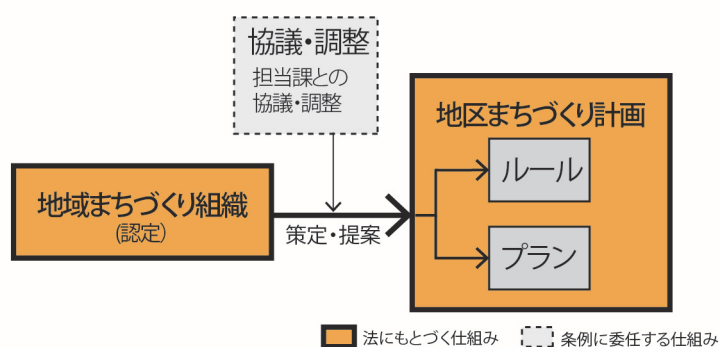 協議・調整
担当課との
協議・調整
地区まちづくり計画
ルール
地域まちづくり組織
(認定)
策定・提案
プラン
法にもとづく仕組み
条例に委任する仕組み